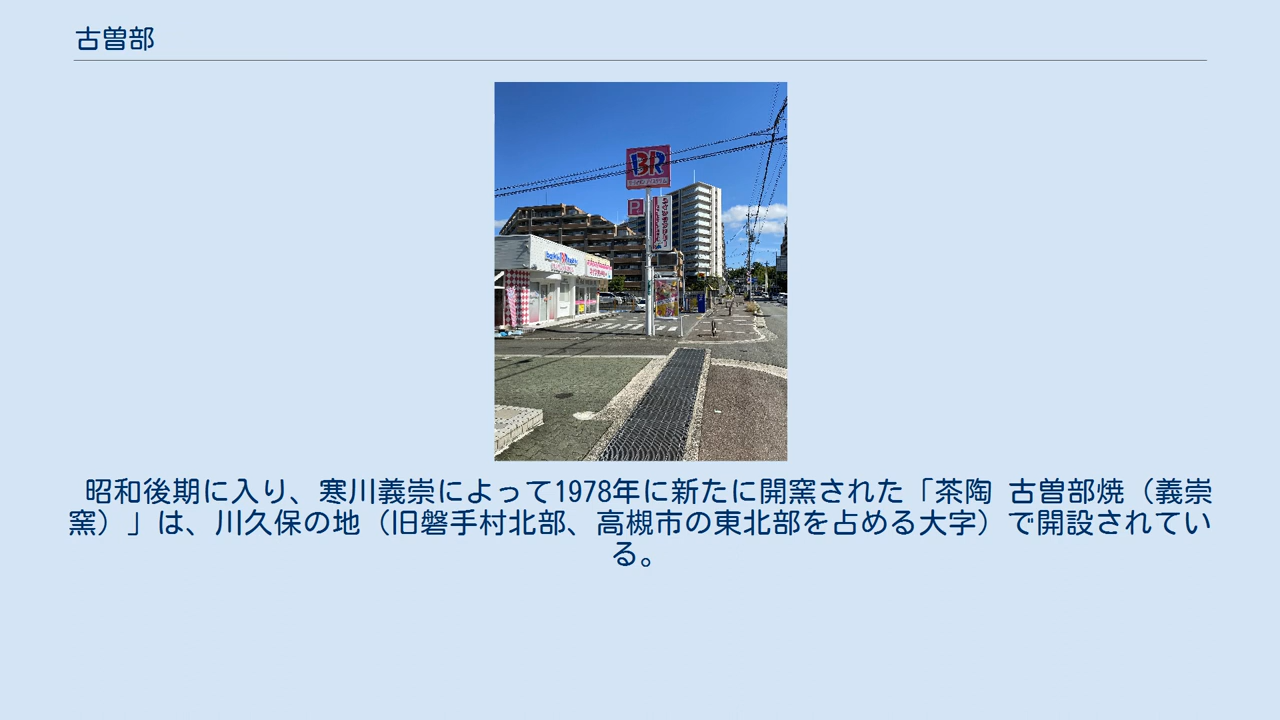 古曽部
BR
P
昭和後期に入り、寒川義崇によって1978年に新たに開窯された「茶陶 古曽部焼（義崇
窯）」は、川久保の地（旧磐手村北部、高槻市の東北部を占める大字）で開設されてい
る。